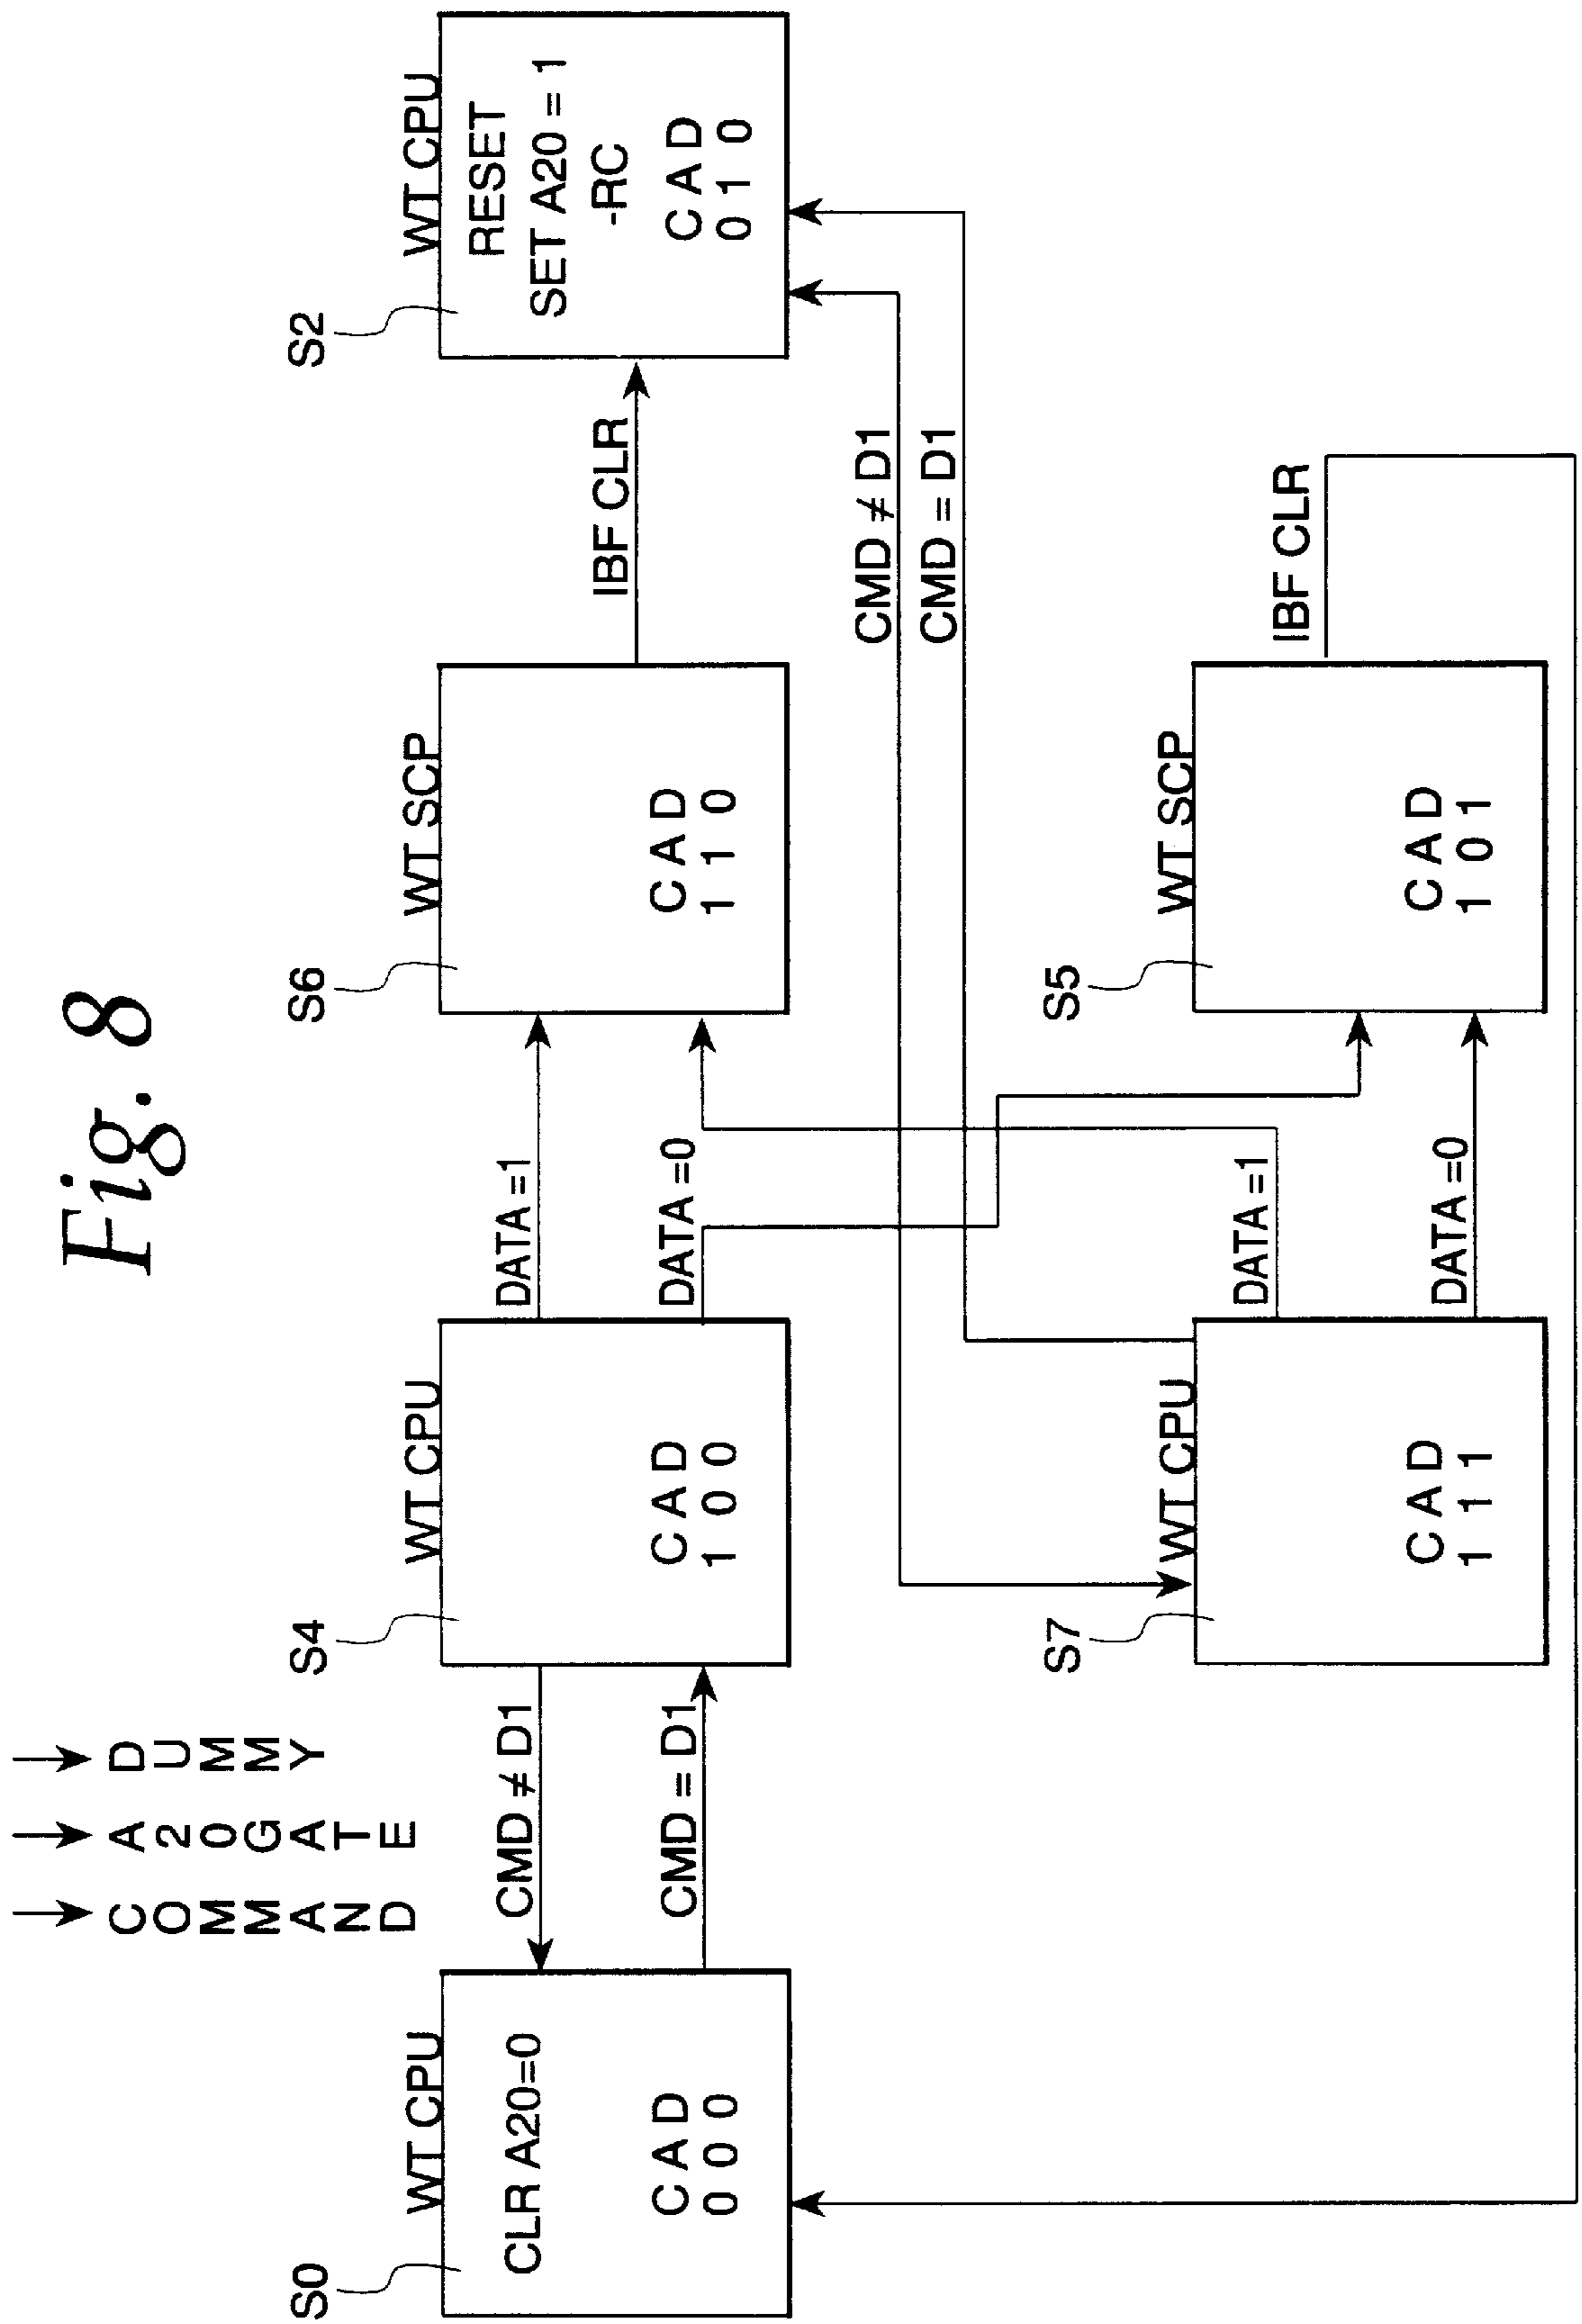 Fig. 8
COMMAND
A20GATE
DUMMY
S0
WT CPU
CLR A20=0
C A D
0 0 0
CMD ≠ D1
CMD = D1
S4
WT CPU
C A D
1 0 0
DATA =1
DATA =0
S6
WT SCP
C A D
1 1 0
IBF CLR
S2
WT CPU
RESET
SET A20 = 1
-RC
C A D
0 1 0
CMD ≠ D1
CMD = D1
S7
WT CPU
C A D
1 1 1
DATA =1
DATA =0
S5
WT SCP
C A D
1 0 1
IBF CLR